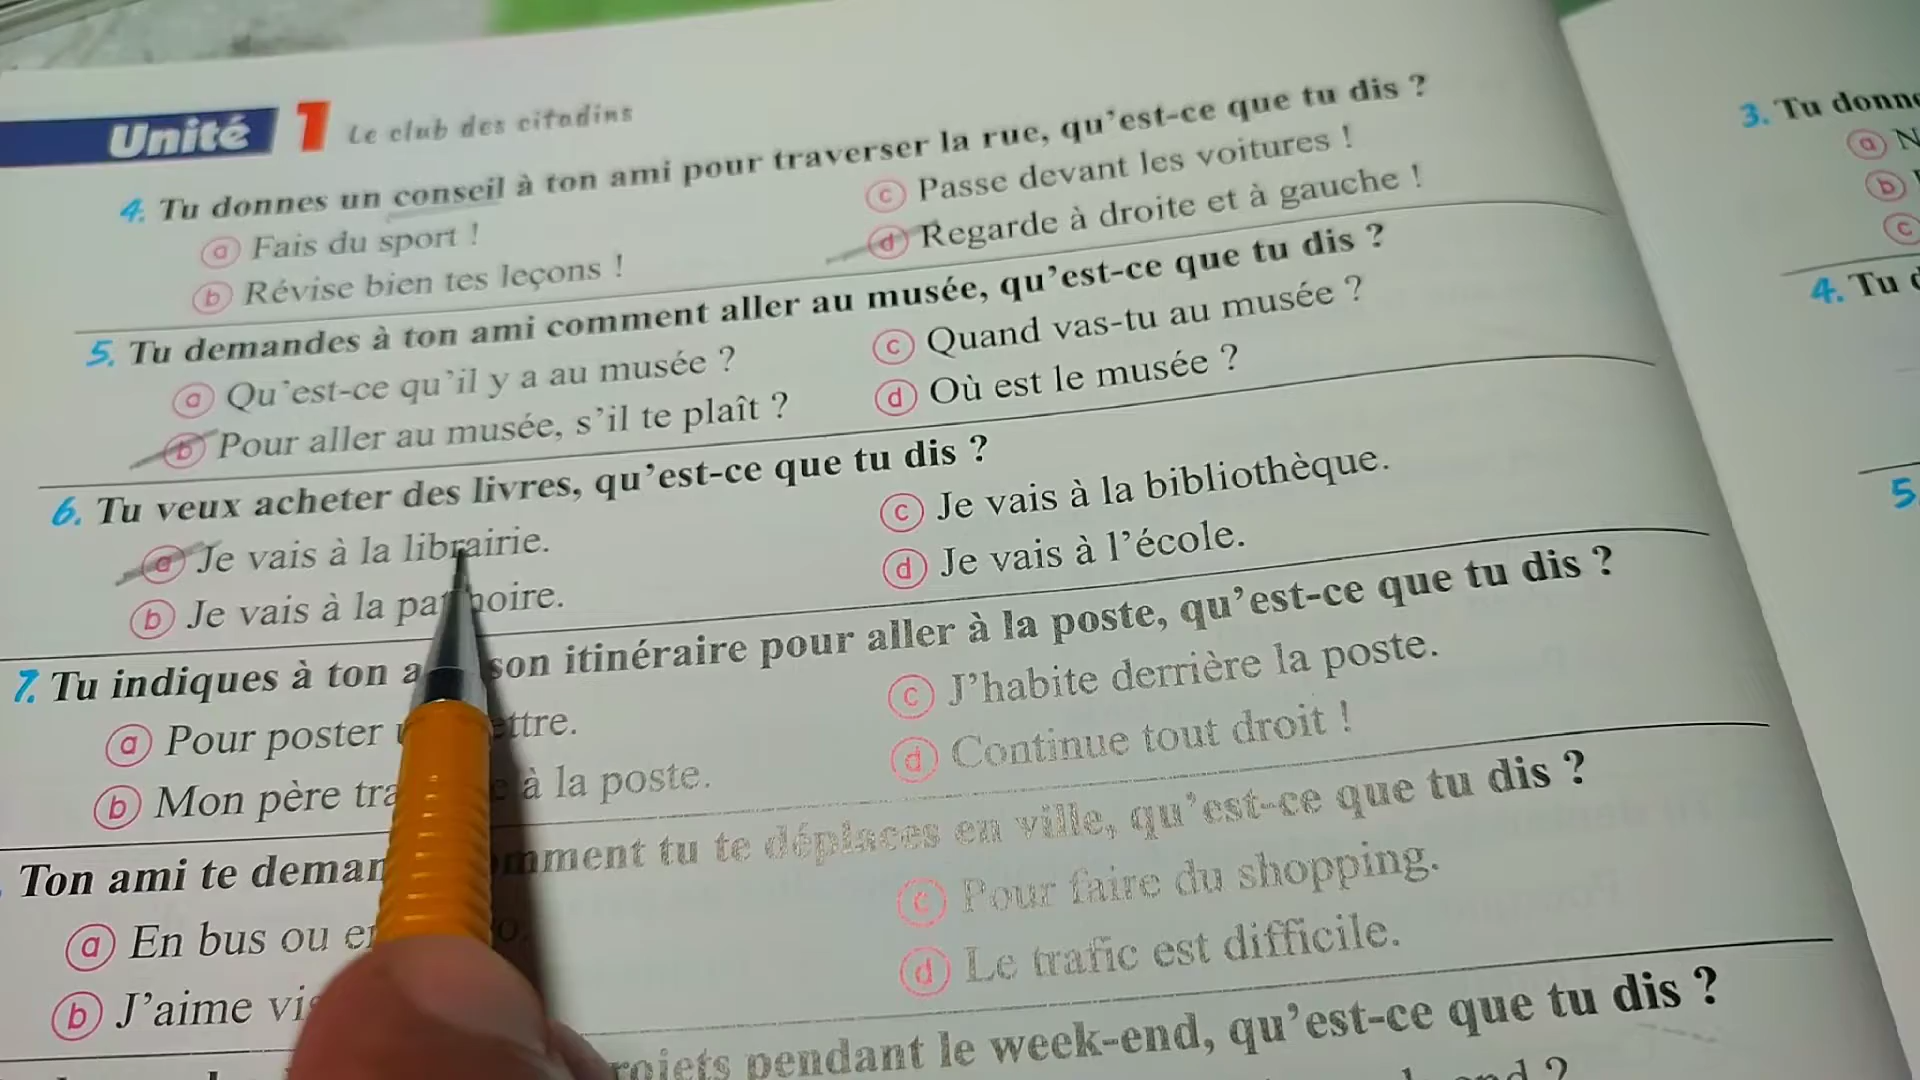 Unité 1 Le club des citadins
4. Tu donnes un conseil à ton ami pour traverser la rue, qu'est-ce que tu dis ?
a Fais du sport !
b Révise bien tes leçons !
c Passe devant les voitures !
d Regarde à droite et à gauche !
5. Tu demandes à ton ami comment aller au musée, qu'est-ce que tu dis ?
a Qu'est-ce qu'il y a au musée ?
b Pour aller au musée, s'il te plaît ?
c Quand vas-tu au musée ?
d Où est le musée ?
6. Tu veux acheter des livres, qu'est-ce que tu dis ?
a Je vais à la librairie.
b Je vais à la
c Je vais à la bibliothèque.
d Je vais à l'école.
7. Tu indiques à ton son itinéraire pour aller à la poste, qu'est-ce que tu dis ?
a Pour poster
b Mon père à la poste.
c J'habite derrière la poste.
d Continue tout droit !
Ton ami te tu te déplaces en ville, qu'est-ce que tu dis ?
a En bus ou
b J'aime
c Pour faire du shopping.
d Le trafic est difficile.
pendant le week-end, qu'est-ce que tu dis ?
3. Tu
a
b
c
4. Tu
5.